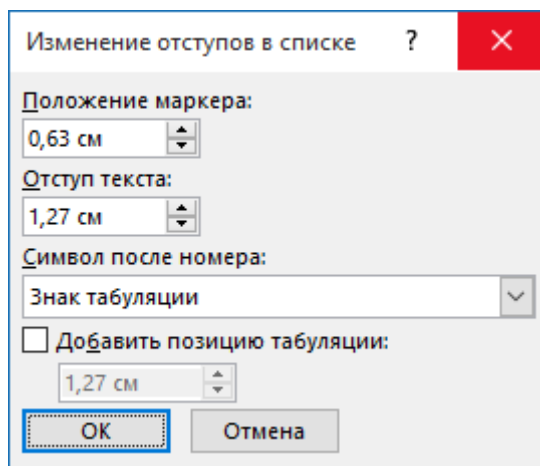 Изменение отступов в списке ?
Положение маркера:
0,63 см
Отступ текста:
1,27 см
Символ после номера:
Знак табуляции
Добавить позицию табуляции:
1,27 см
ОК Отмена